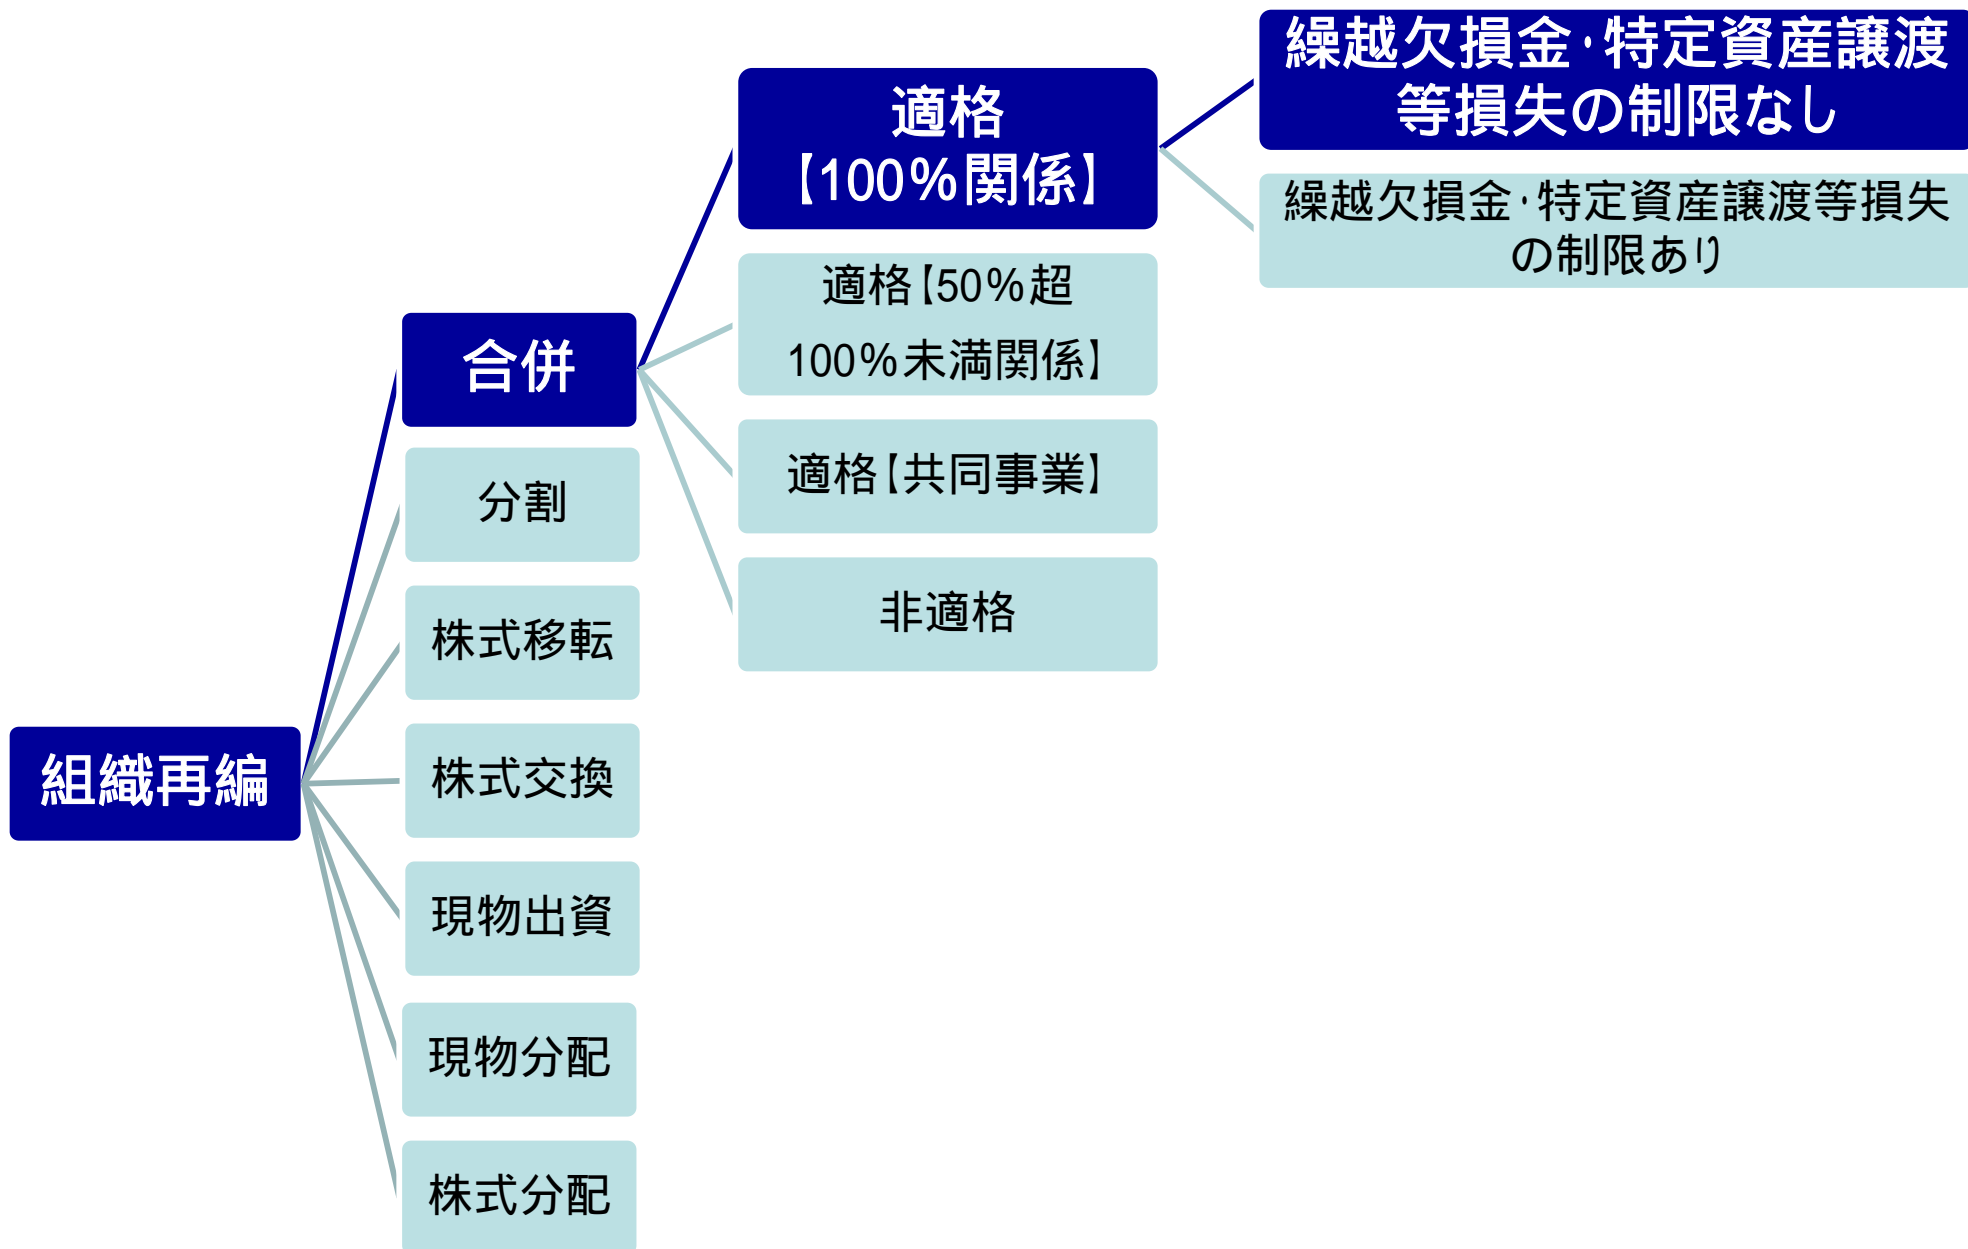 組織再編
合併
分割
株式移転
株式交換
現物出資
現物分配
株式分配
適格
【100%関係】
適格【50%超
100%未満関係】
適格【共同事業】
非適格
繰越欠損金・特定資産譲渡
等損失の制限なし
繰越欠損金・特定資産譲渡等損失
の制限あり